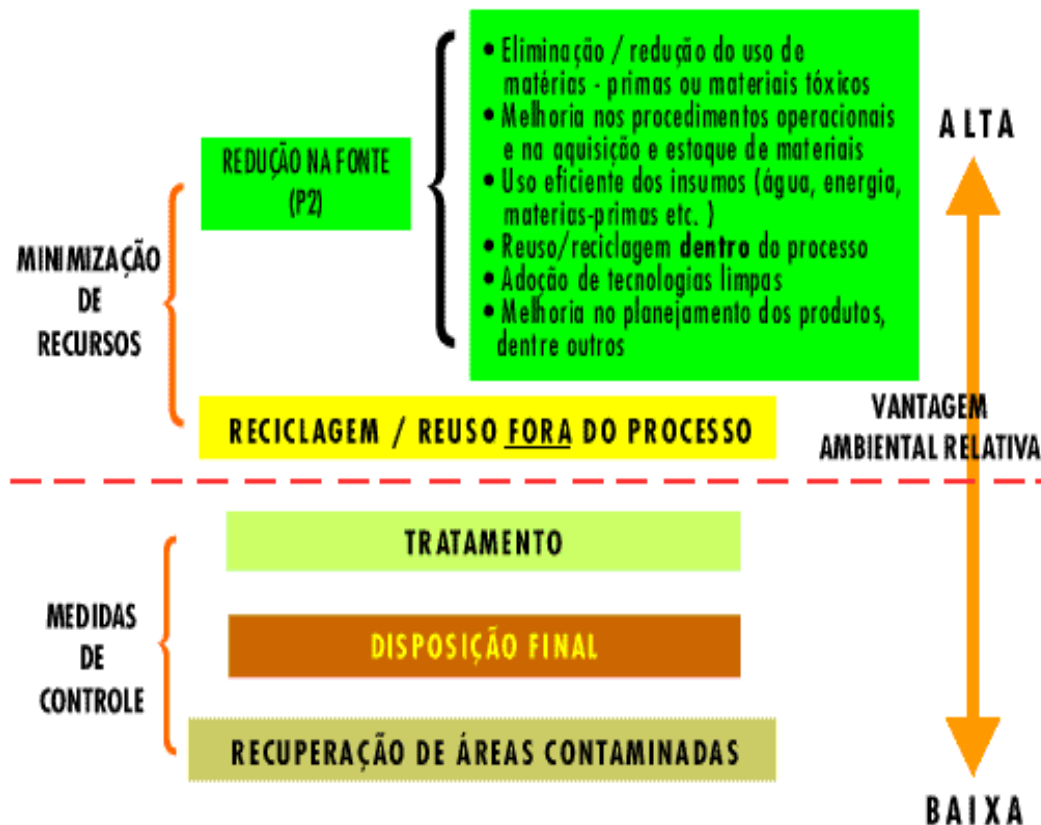 • Eliminação / redução do uso de
matérias - primas ou materiais tóxicos
• Melhoria nos procedimentos operacionais
e na aquisição e estoque de materiais
• Uso eficiente dos insumos (água, energia,
materias-primas etc. )
• Reuso/reciclagem dentro do processo
• Adoção de tecnologias limpas
• Melhoria no planejamento dos produtos,
dentre outros
REDUÇÃO NA FONTE
(P2)
MINIMIZAÇÃO
DE
RECURSOS
RECICLAGEM / REUSO FORA DO PROCESSO
ALTA
VANTAGEM
AMBIENTAL RELATIVA
TRATAMENTO
MEDIDAS
DE
CONTROLE
DISPOSIÇÃO FINAL
RECUPERAÇÃO DE ÁREAS CONTAMINADAS
BAIXA